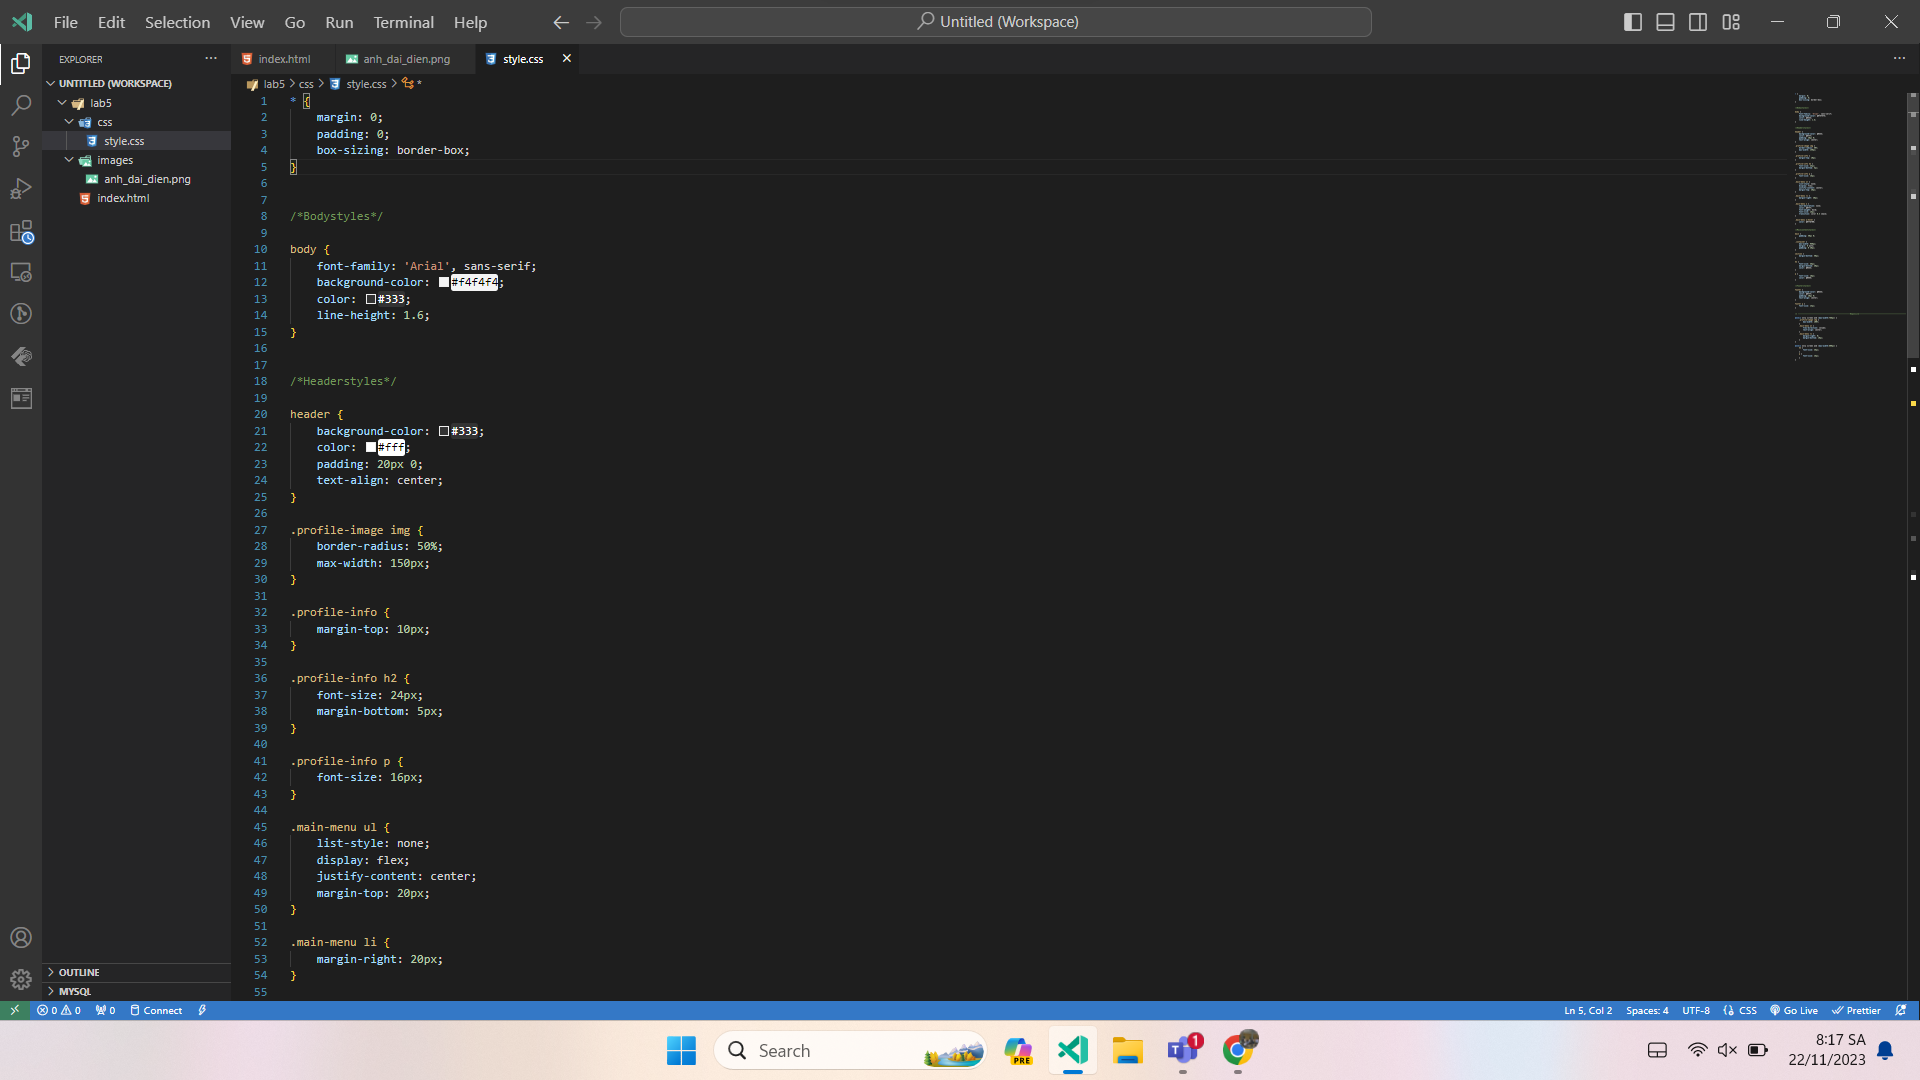 File Edit Selection View Go Run Terminal Help
Untitled (Workspace)
EXPLORER
index.html
anh_dai_dien.png
style.css
UNTITLED (WORKSPACE)
lab5
css
style.css
images
anh_dai_dien.png
index.html
lab5 > css > style.css > *
1 * {
2 margin: 0;
3 padding: 0;
4 box-sizing: border-box;
5 }
6
7
8 /*Bodystyles*/
9
10 body {
11 font-family: 'Arial', sans-serif;
12 background-color: #f4f4f4;
13 color: #333;
14 line-height: 1.6;
15 }
16
17
18 /*Headerstyles*/
19
20 header {
21 background-color: #333;
22 color: #fff;
23 padding: 20px 0;
24 text-align: center;
25 }
26
27 .profile-image img {
28 border-radius: 50%;
29 max-width: 150px;
30 }
31
32 .profile-info {
33 margin-top: 10px;
34 }
35
36 .profile-info h2 {
37 font-size: 24px;
38 margin-bottom: 5px;
39 }
40
41 .profile-info p {
42 font-size: 16px;
43 }
44
45 .main-menu ul {
46 list-style: none;
47 display: flex;
48 justify-content: center;
49 margin-top: 20px;
50 }
51
52 .main-menu li {
53 margin-right: 20px;
54 }
55
OUTLINE
MYSQL
0 0 0 Connect
Ln 5, Col 2 Spaces: 4 UTF-8 CSS Go Live Prettier
Search
PRE
1
8:17 SA
22/11/2023